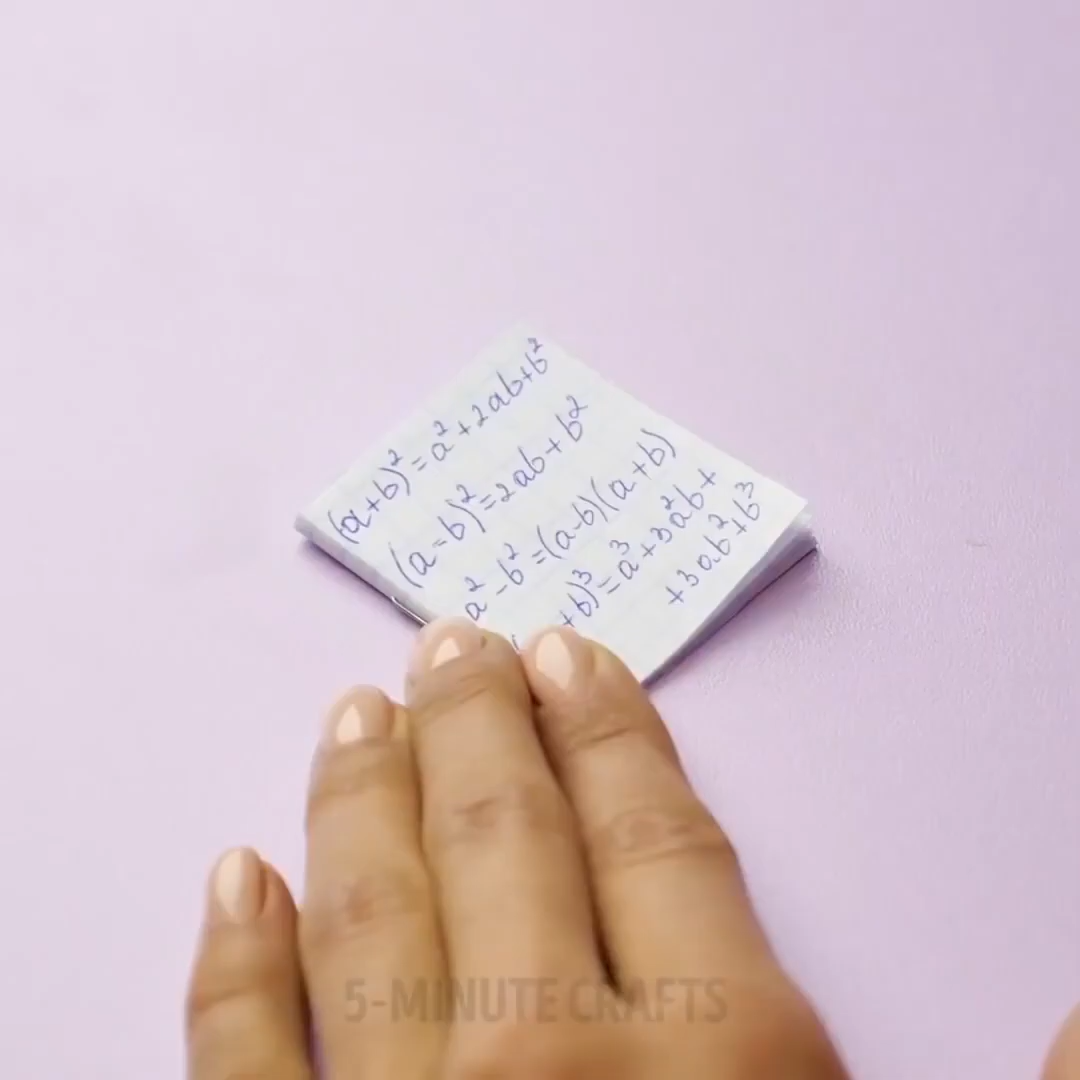 (a+b)²=a²+2ab+b²
(a-b)²=2ab+b²
a²-b²=(a-b)(a+b)
+b)³=a³+3a²b+
+3ab²+b³
5-MINUTE CRAFTS